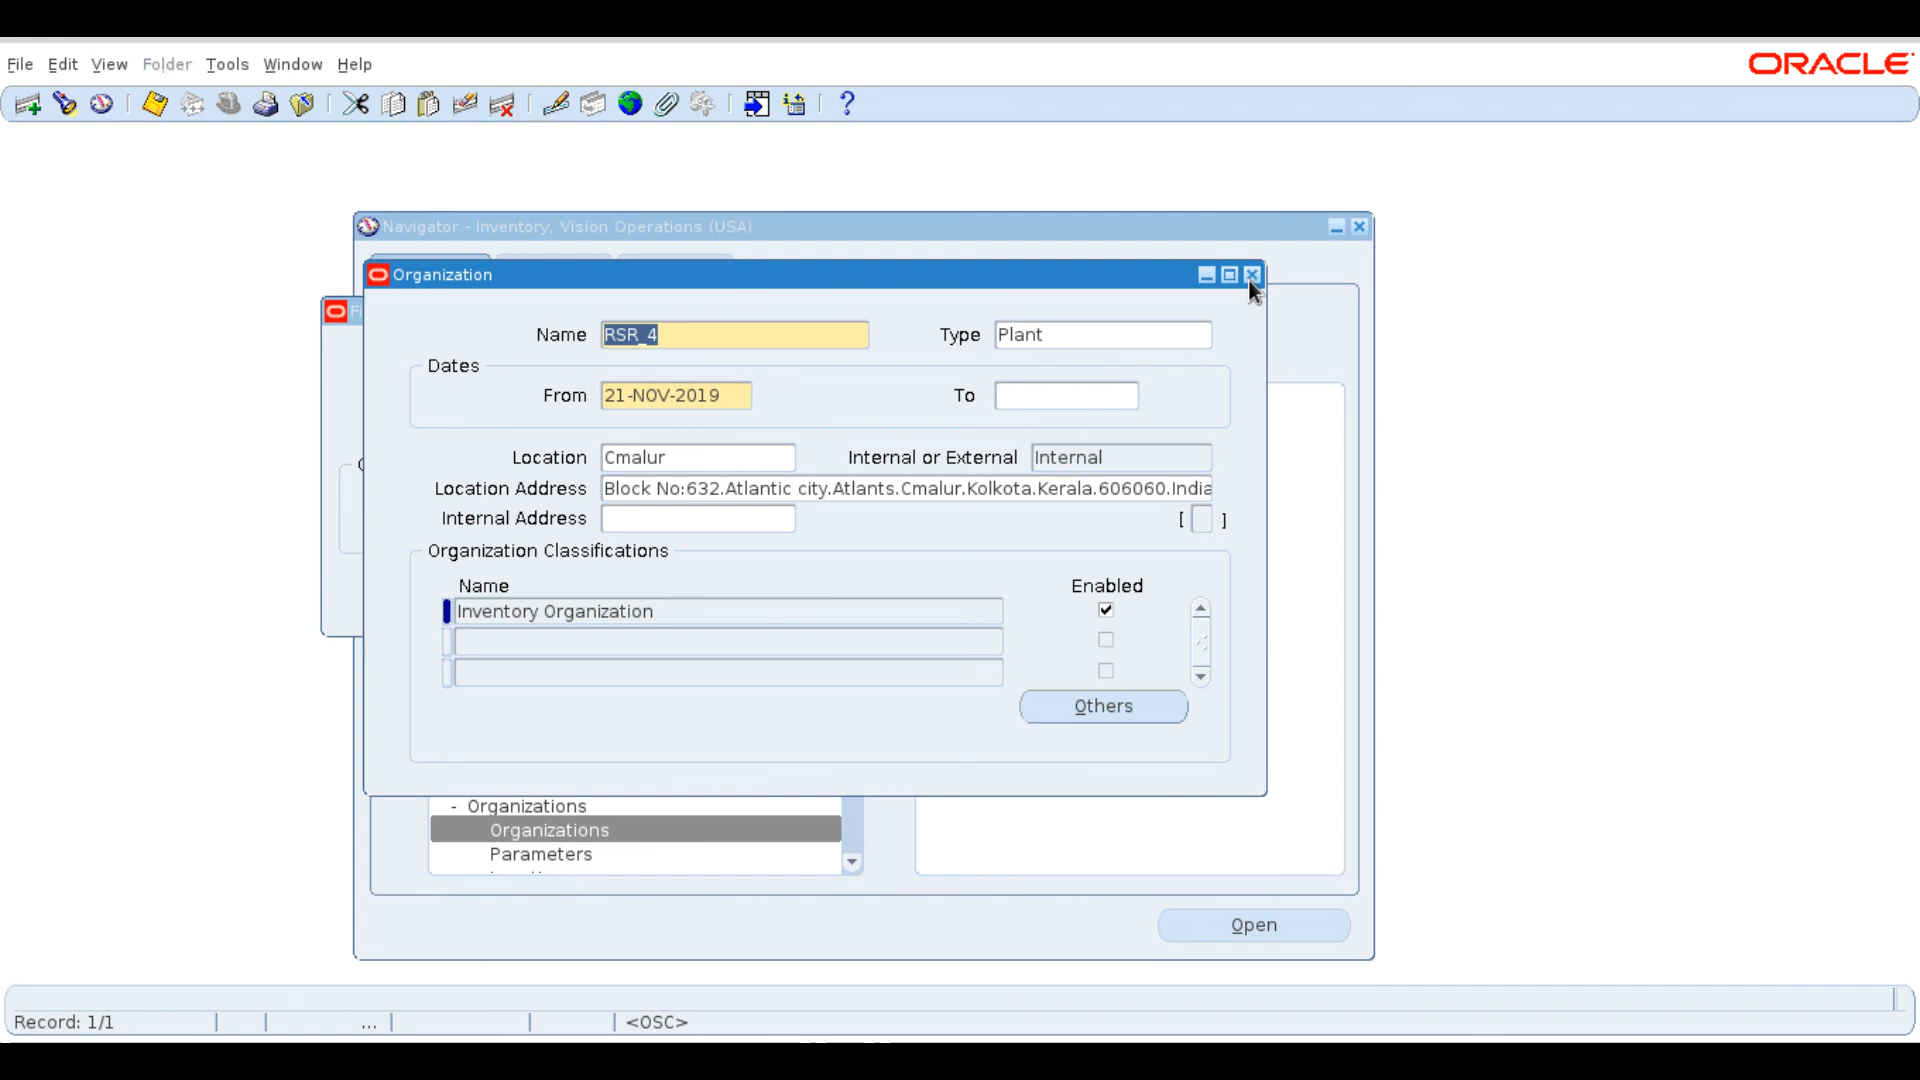 File Edit View Folder Tools Window Help
ORACLE
Navigator - Inventory, Vision Operations (USA)
Organization
Name RSR_4 Type Plant
Dates
From 21-NOV-2019 To
Location Cmalur Internal or External Internal
Location Address Block No:632.Atlantic city.Atlants.Cmalur.Kolkota.Kerala.606060.India
Internal Address [ ]
Organization Classifications
Name Enabled
Inventory Organization
Others
- Organizations
Organizations
Parameters
Open
Record: 1/1 ... <OSC>